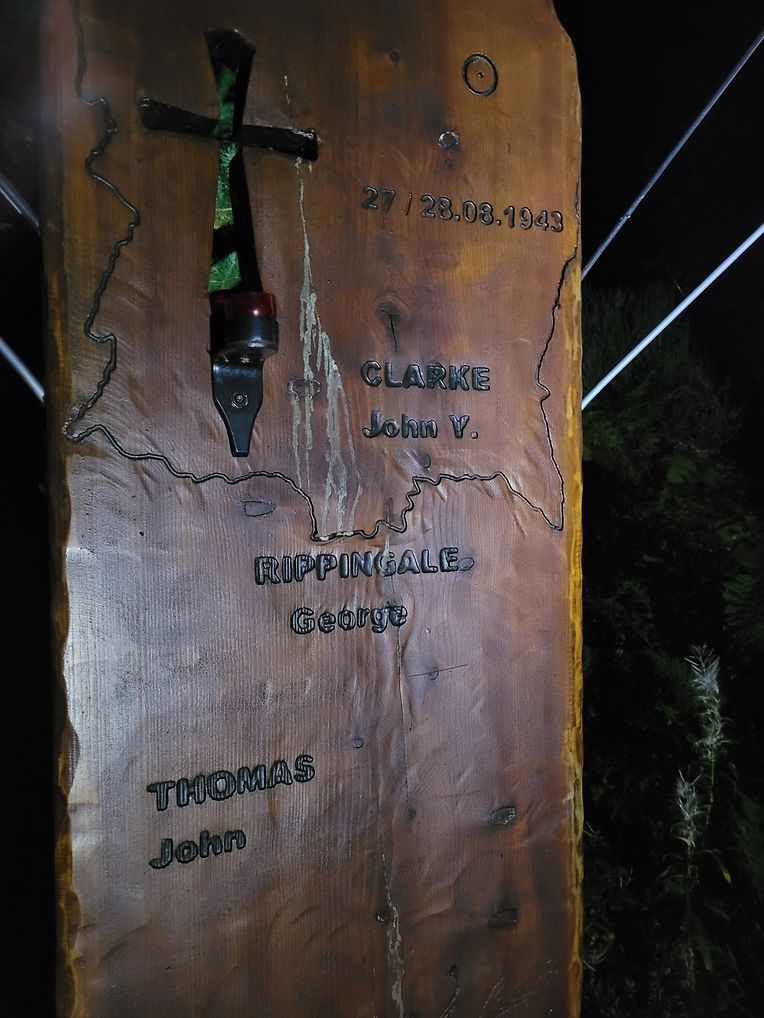 27 / 28.08.1943
CLARKE
John Y.
RIPPINGALE
George
THOMAS
John